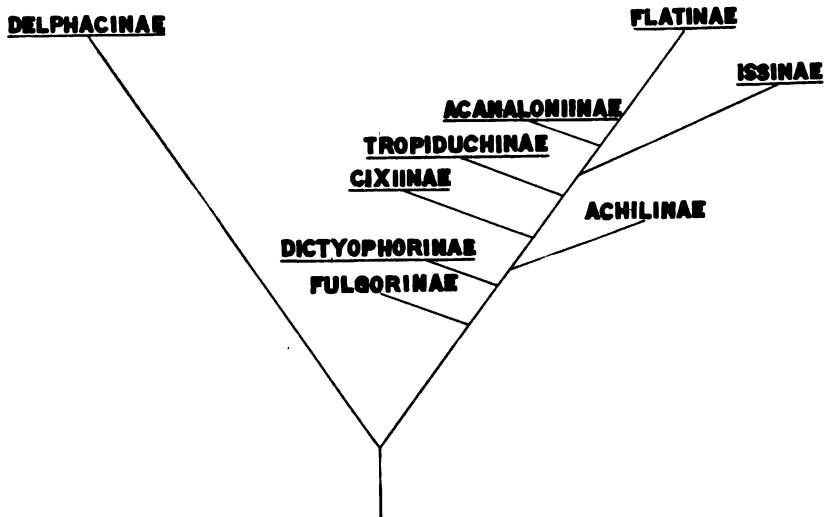 DELPHACINAE
FLATINAE
ISSINAE
ACANALONIINAE
TROPIDUCHINAE
CIXIINAE
ACHILINAE
DICTYOPHORINAE
FULGORINAE